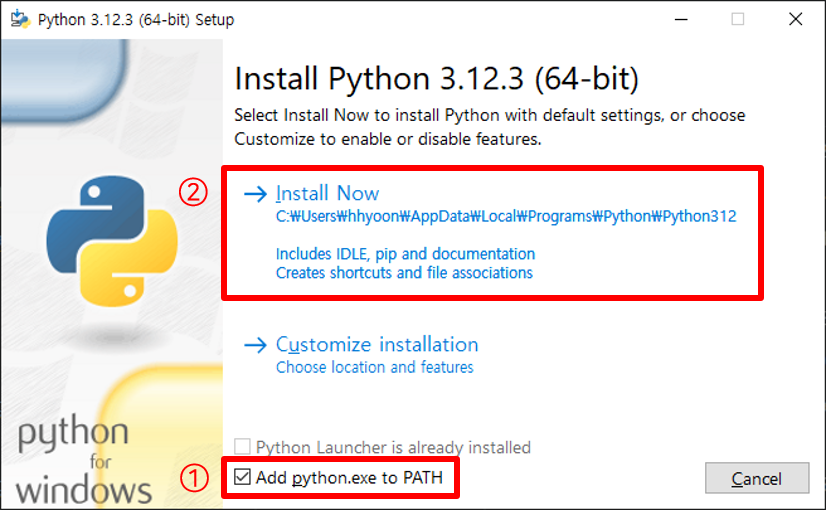 Python 3.12.3 (64-bit) Setup
Install Python 3.12.3 (64-bit)
Select Install Now to install Python with default settings, or choose
Customize to enable or disable features.
② → Install Now
C:₩Users₩hhyoon₩AppData₩Local₩Programs₩Python₩Python312
Includes IDLE, pip and documentation
Creates shortcuts and file associations
→ Customize installation
Choose location and features
Python Launcher is already installed
① Add python.exe to PATH
Cancel
python
for
windows